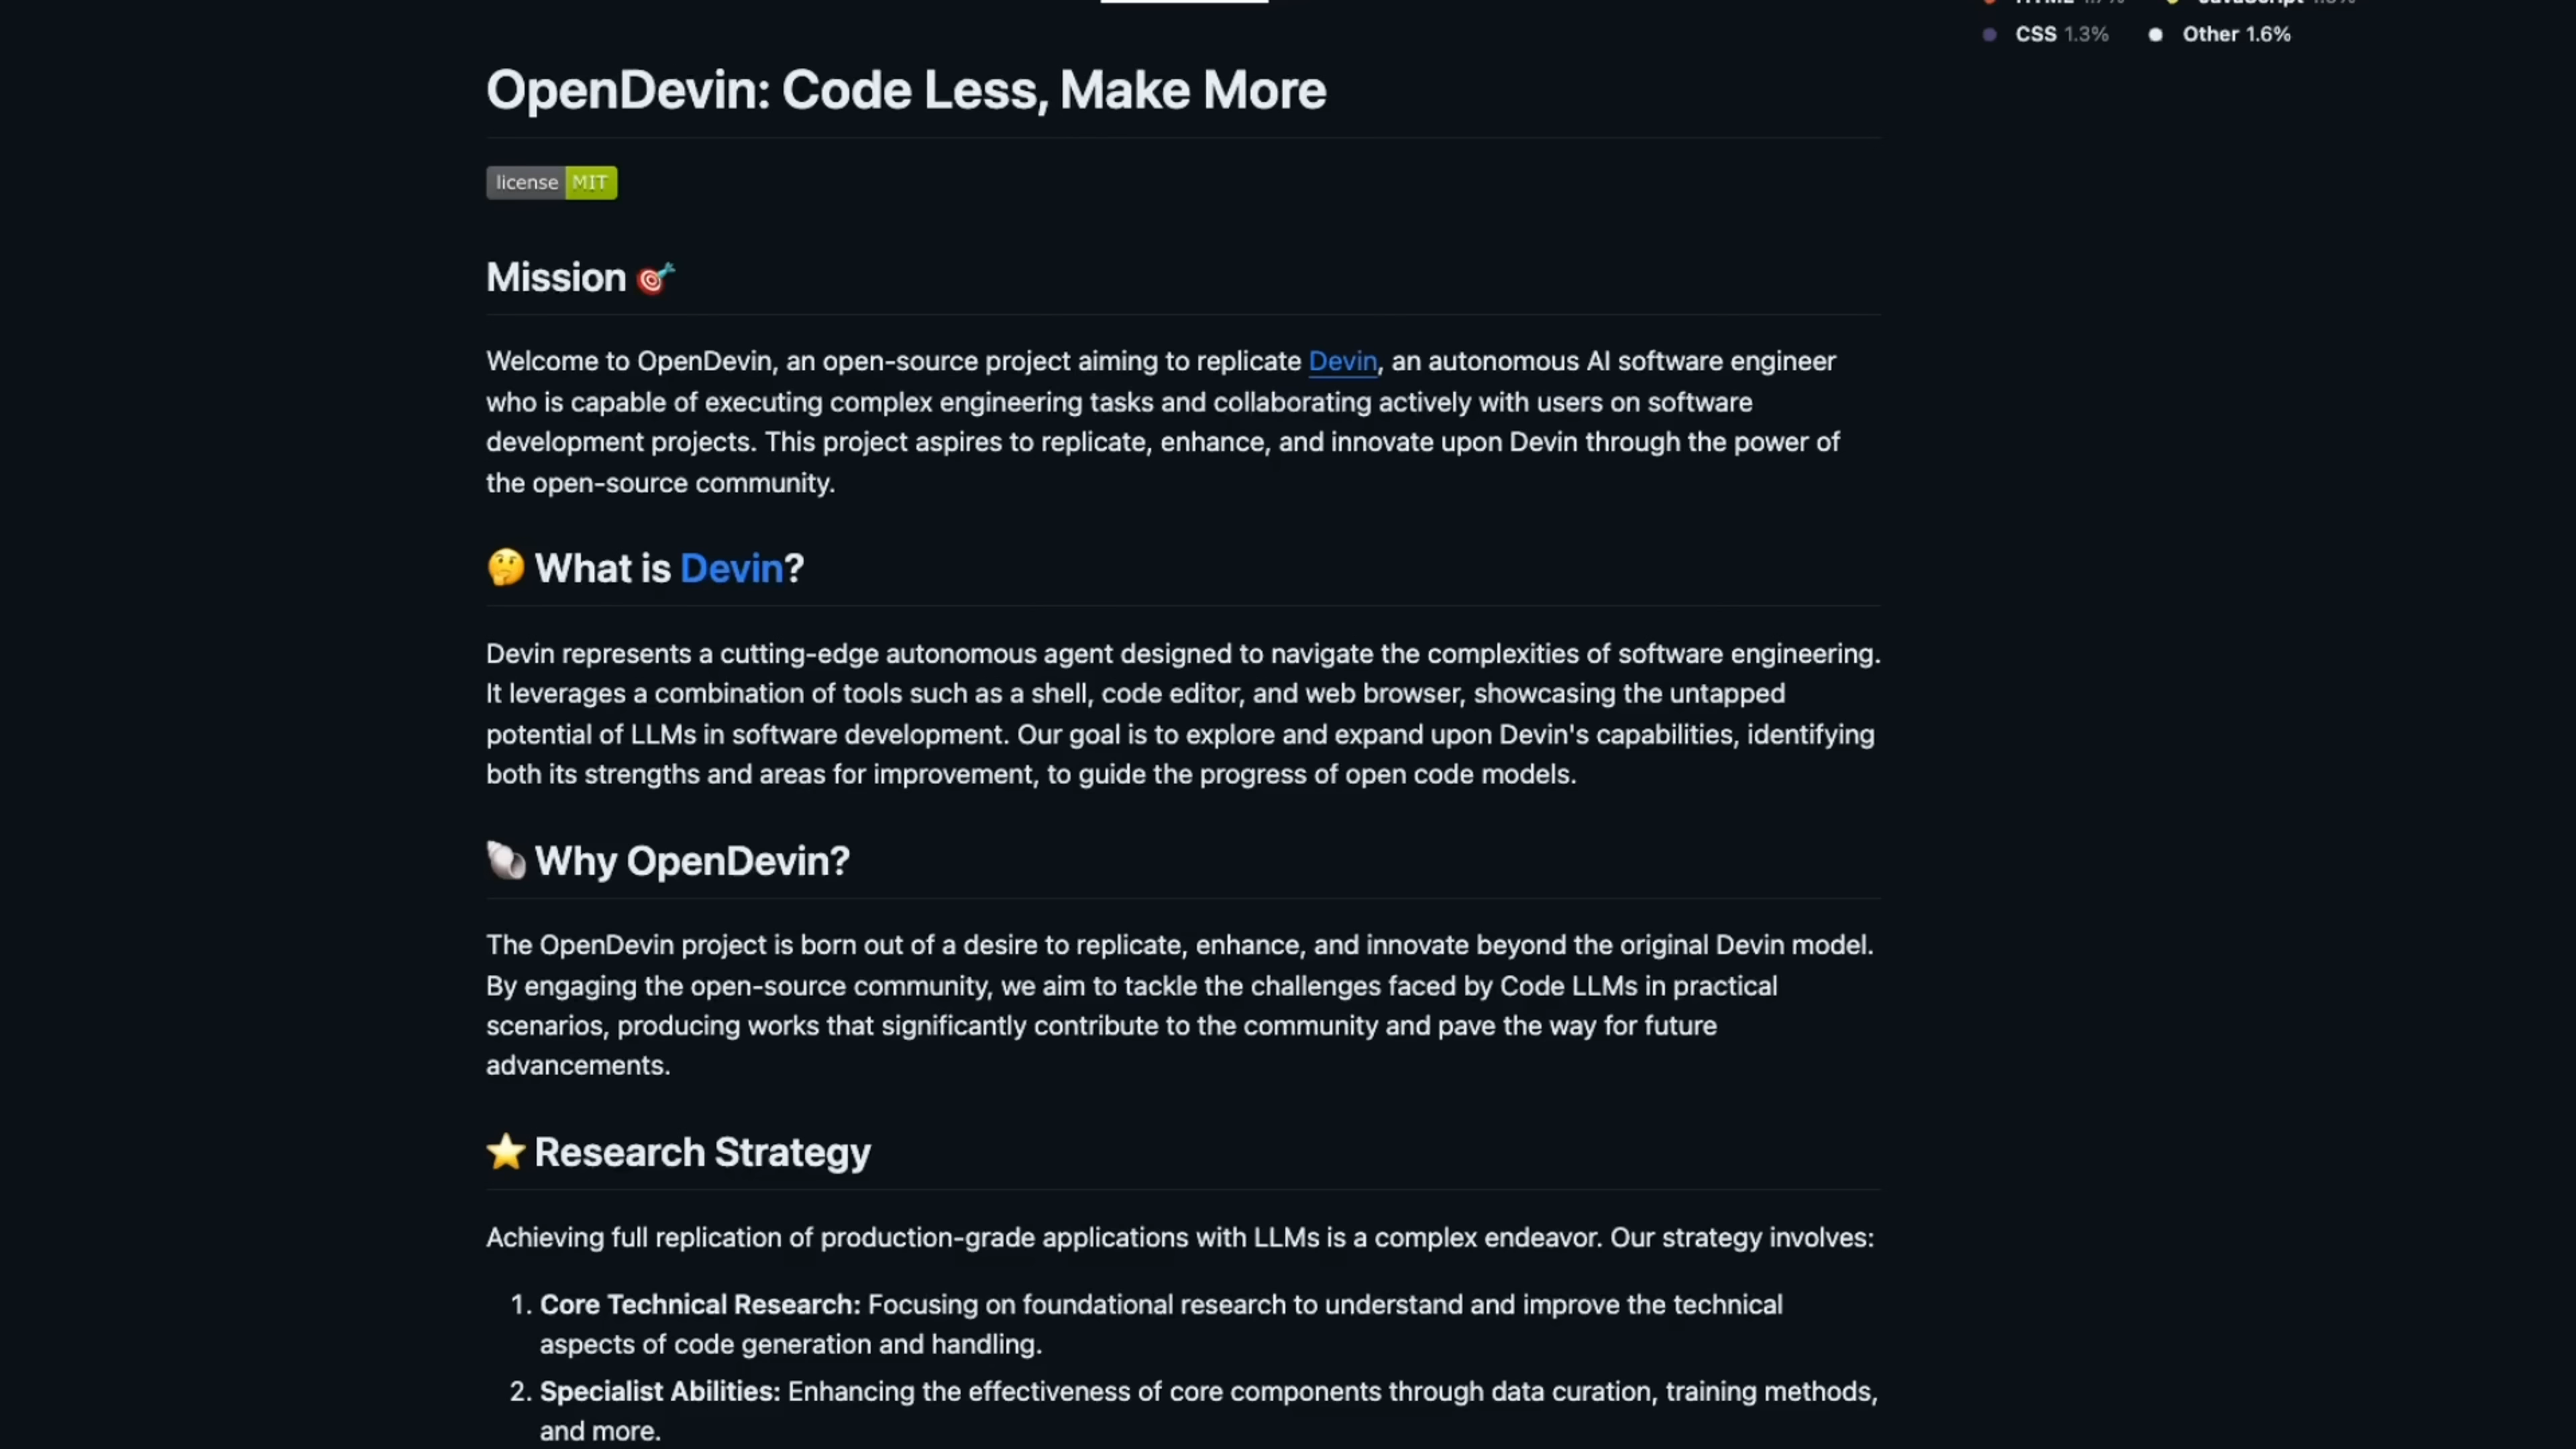 HTML 1.7% JavaScript 1.3%
CSS 1.3% Other 1.6%
OpenDevin: Code Less, Make More
license MIT
Mission 🎯
Welcome to OpenDevin, an open-source project aiming to replicate Devin, an autonomous AI software engineer
who is capable of executing complex engineering tasks and collaborating actively with users on software
development projects. This project aspires to replicate, enhance, and innovate upon Devin through the power of
the open-source community.
🤔 What is Devin?
Devin represents a cutting-edge autonomous agent designed to navigate the complexities of software engineering.
It leverages a combination of tools such as a shell, code editor, and web browser, showcasing the untapped
potential of LLMs in software development. Our goal is to explore and expand upon Devin's capabilities, identifying
both its strengths and areas for improvement, to guide the progress of open code models.
🐚 Why OpenDevin?
The OpenDevin project is born out of a desire to replicate, enhance, and innovate beyond the original Devin model.
By engaging the open-source community, we aim to tackle the challenges faced by Code LLMs in practical
scenarios, producing works that significantly contribute to the community and pave the way for future
advancements.
⭐ Research Strategy
Achieving full replication of production-grade applications with LLMs is a complex endeavor. Our strategy involves:
1. Core Technical Research: Focusing on foundational research to understand and improve the technical
aspects of code generation and handling.
2. Specialist Abilities: Enhancing the effectiveness of core components through data curation, training methods,
and more.